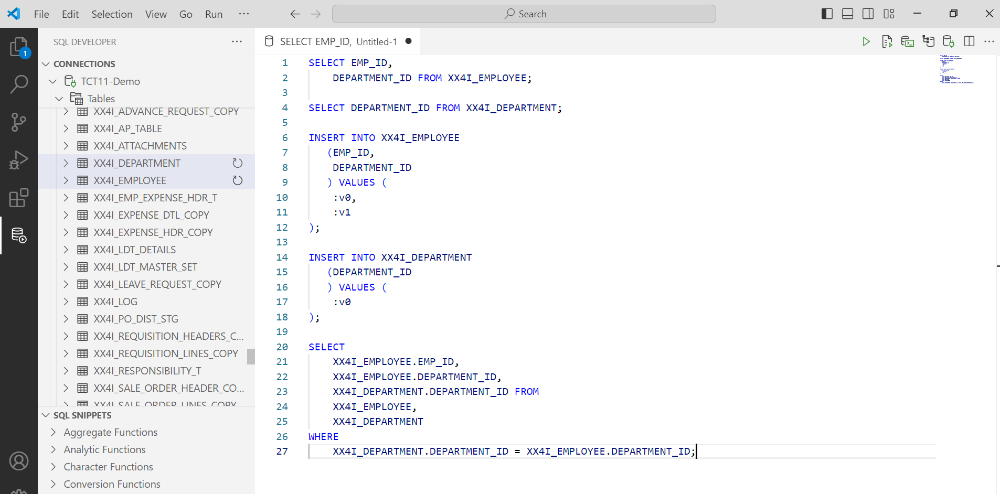 File Edit Selection View Go Run ···
Search
1
SQL DEVELOPER
CONNECTIONS
TCT11-Demo
Tables
XX4I_ADVANCE_REQUEST_COPY
XX4I_AP_TABLE
XX4I_ATTACHMENTS
XX4I_DEPARTMENT
XX4I_EMPLOYEE
XX4I_EMP_EXPENSE_HDR_T
XX4I_EXPENSE_DTL_COPY
XX4I_EXPENSE_HDR_COPY
XX4I_LDT_DETAILS
XX4I_LDT_MASTER_SET
XX4I_LEAVE_REQUEST_COPY
XX4I_LOG
XX4I_PO_DIST_STG
XX4I_REQUISITION_HEADERS_C...
XX4I_REQUISITION_LINES_COPY
XX4I_RESPONSIBILITY_T
XX4I_SALE_ORDER_HEADER_CO...
XX4I_SALE_ORDER_LINES_COPY
SQL SNIPPETS
Aggregate Functions
Analytic Functions
Character Functions
Conversion Functions
SELECT EMP_ID, Untitled-1
1 SELECT EMP_ID,
2 DEPARTMENT_ID FROM XX4I_EMPLOYEE;
3
4 SELECT DEPARTMENT_ID FROM XX4I_DEPARTMENT;
5
6 INSERT INTO XX4I_EMPLOYEE
7 (EMP_ID,
8 DEPARTMENT_ID
9 ) VALUES (
10 :v0,
11 :v1
12 );
13
14 INSERT INTO XX4I_DEPARTMENT
15 (DEPARTMENT_ID
16 ) VALUES (
17 :v0
18 );
19
20 SELECT
21 XX4I_EMPLOYEE.EMP_ID,
22 XX4I_EMPLOYEE.DEPARTMENT_ID,
23 XX4I_DEPARTMENT.DEPARTMENT_ID FROM
24 XX4I_EMPLOYEE,
25 XX4I_DEPARTMENT
26 WHERE
27 XX4I_DEPARTMENT.DEPARTMENT_ID = XX4I_EMPLOYEE.DEPARTMENT_ID;